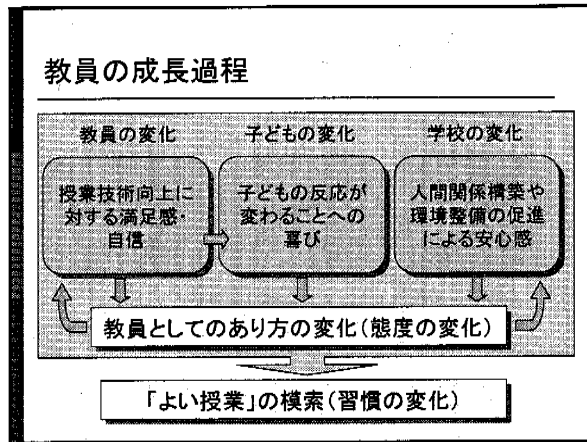 教員の成長過程
教員の変化
子どもの変化
学校の変化
授業技術向上に
対する満足感・
自信
子どもの反応が
変わることへの
喜び
人間関係構築や
環境整備の促進
による安心感
教員としてのあり方の変化(態度の変化)
「よい授業」の模索(習慣の変化)